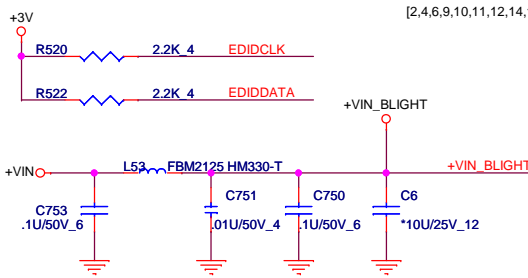 [2,4,6,9,10,11,12,14,
+3V
R520 2.2K_4 EDIDCLK
R522 2.2K_4 EDIDDATA
+VIN_BLIGHT
+VIN L53 FBM2125 HM330-T +VIN_BLIGHT
C753 C751 C750 C6
.1U/50V_6 .01U/50V_4 .1U/50V_6 *10U/25V_12